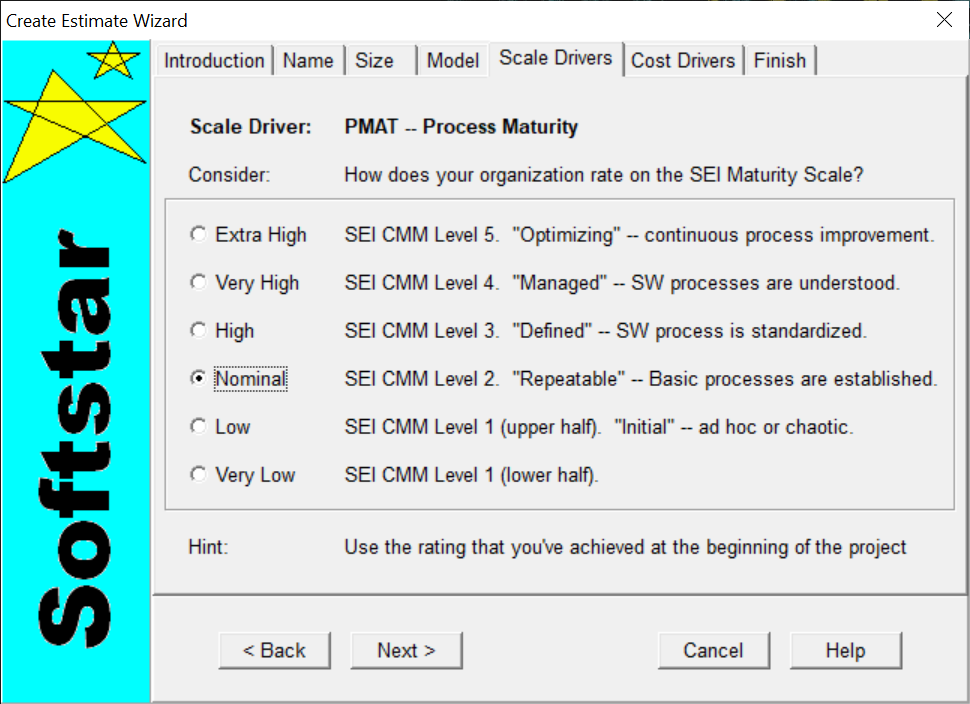 Create Estimate Wizard
Softstar
Introduction Name Size Model Scale Drivers Cost Drivers Finish
Scale Driver: PMAT -- Process Maturity
Consider: How does your organization rate on the SEI Maturity Scale?
Extra High SEI CMM Level 5. "Optimizing" -- continuous process improvement.
Very High SEI CMM Level 4. "Managed" -- SW processes are understood.
High SEI CMM Level 3. "Defined" -- SW process is standardized.
Nominal SEI CMM Level 2. "Repeatable" -- Basic processes are established.
Low SEI CMM Level 1 (upper half). "Initial" -- ad hoc or chaotic.
Very Low SEI CMM Level 1 (lower half).
Hint: Use the rating that you've achieved at the beginning of the project
< Back Next > Cancel Help